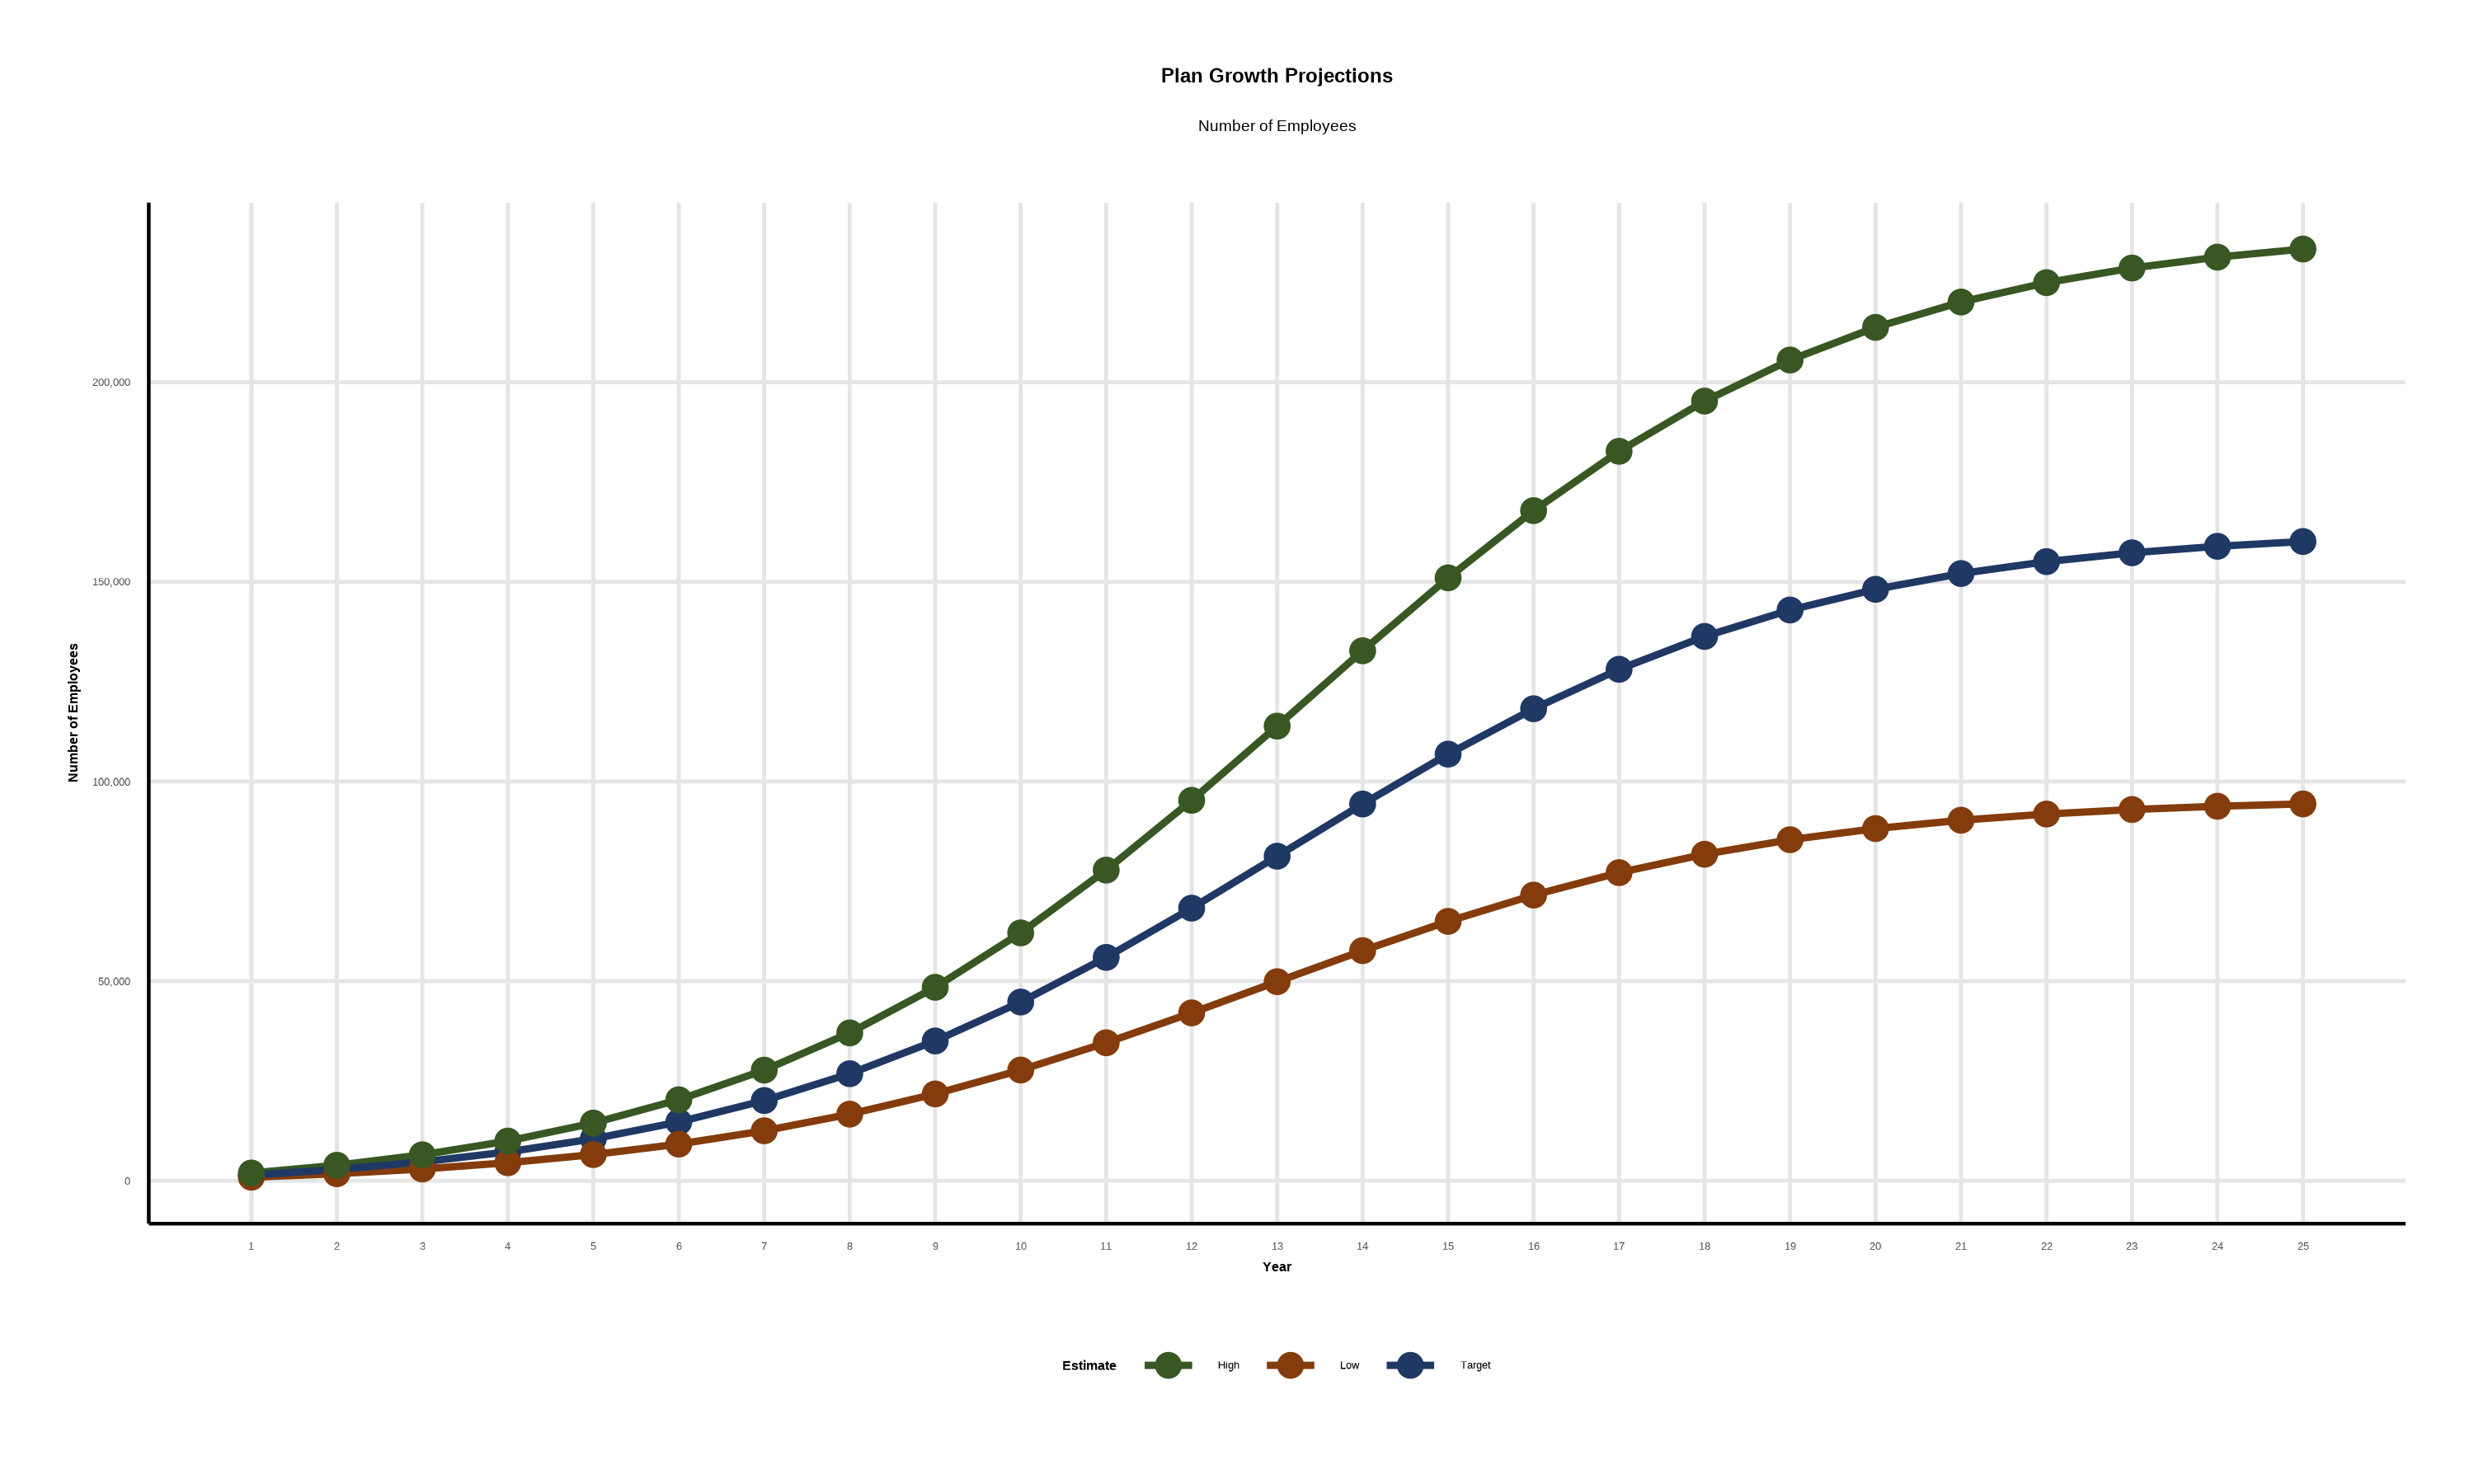 Plan Growth Projections
Number of Employees
Number of Employees
200,000
150,000
100,000
50,000
0
1 2 3 4 5 6 7 8 9 10 11 12 13 14 15 16 17 18 19 20 21 22 23 24 25
Year
Estimate High Low Target